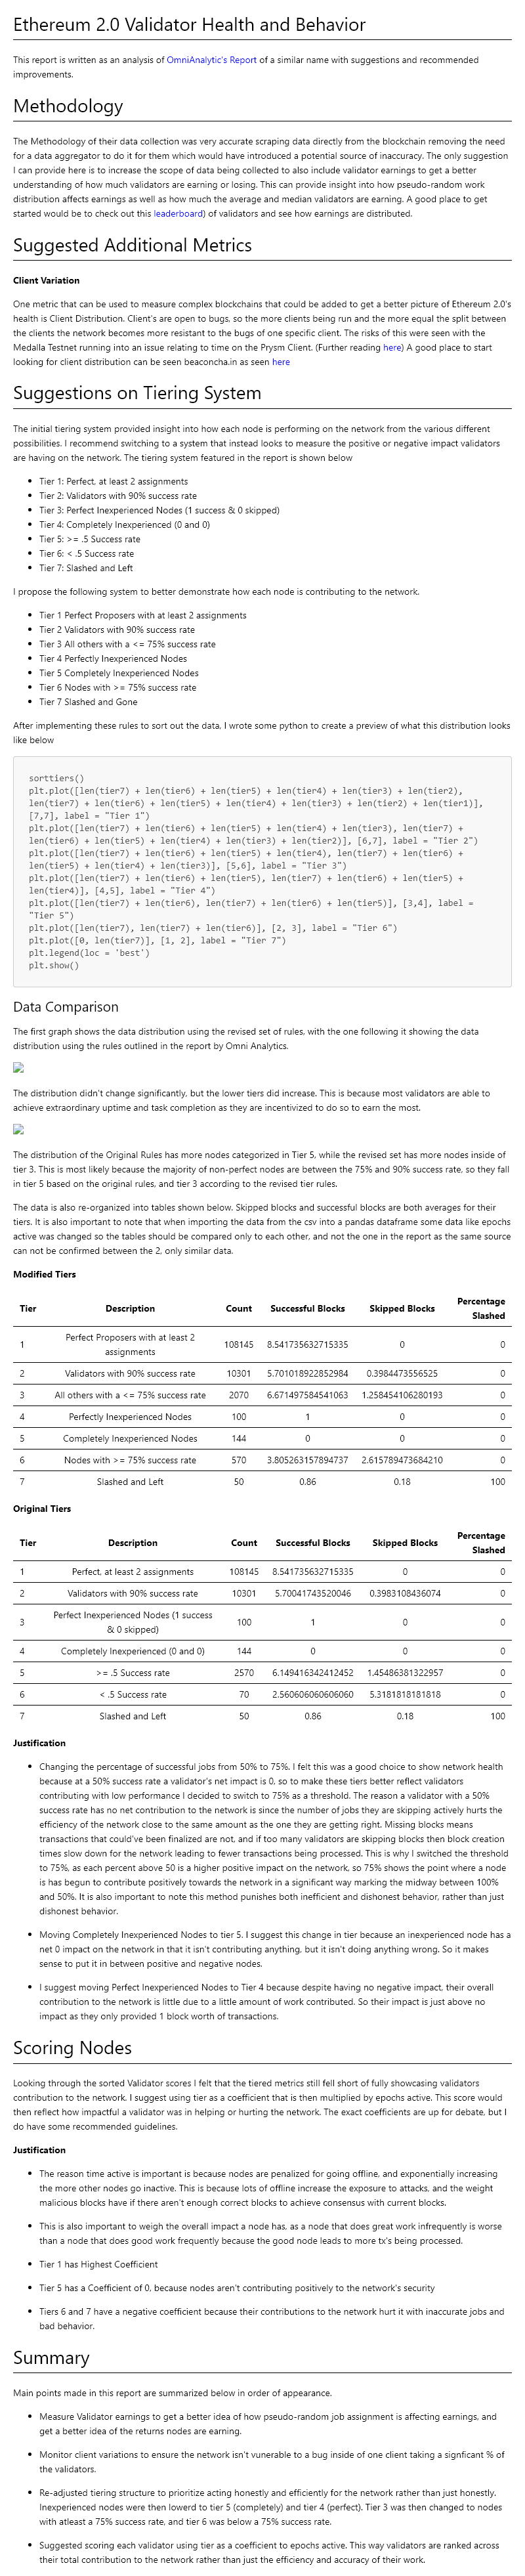 Ethereum 2.0 Validator Health and Behavior
This report is written as an analysis of OmniAnalytic's Report of a similar name with suggestions and recommended
improvements.
Methodology
The Methodology of their data collection was very accurate scraping data directly from the blockchain removing the need
for a data aggregator to do it for them which would have introduced a potential source of inaccuracy. The only suggestion
I can provide here is to increase the scope of data being collected to also include validator earnings to get a better
understanding of how much validators are earning or losing. This can provide insight into how pseudo-random work
distribution affects earnings as well as how much the average and median validators are earning. A good place to get
started would be to check out this leaderboard) of validators and see how earnings are distributed.
Suggested Additional Metrics
Client Variation
One metric that can be used to measure complex blockchains that could be added to get a better picture of Ethereum 2.0's
health is Client Distribution. Client's are open to bugs, so the more clients being run and the more equal the split between
the clients the network becomes more resistant to the bugs of one specific client. The risks of this were seen with the
Medalla Testnet running into an issue relating to time on the Prysm Client. (Further reading here) A good place to start
looking for client distribution can be seen beaconcha.in as seen here
Suggestions on Tiering System
The initial tiering system provided insight into how each node is performing on the network from the various different
possibilities. I recommend switching to a system that instead looks to measure the positive or negative impact validators
are having on the network. The tiering system featured in the report is shown below
• Tier 1: Perfect, at least 2 assignments
• Tier 2: Validators with 90% success rate
• Tier 3: Perfect Inexperienced Nodes (1 success & 0 skipped)
• Tier 4: Completely Inexperienced (0 and 0)
• Tier 5: >= .5 Success rate
• Tier 6: < .5 Success rate
• Tier 7: Slashed and Left
I propose the following system to better demonstrate how each node is contributing to the network.
• Tier 1 Perfect Proposers with at least 2 assignments
• Tier 2 Validators with 90% success rate
• Tier 3 All others with a <= 75% success rate
• Tier 4 Perfectly Inexperienced Nodes
• Tier 5 Completely Inexperienced Nodes
• Tier 6 Nodes with >= 75% success rate
• Tier 7 Slashed and Gone
After implementing these rules to sort out the data, I wrote some python to create a preview of what this distribution looks
like below
sorttiers()
plt.plot([len(tier7) + len(tier6) + len(tier5) + len(tier4) + len(tier3) + len(tier2),
len(tier7) + len(tier6) + len(tier5) + len(tier4) + len(tier3) + len(tier2) + len(tier1)],
[7,7], label = "Tier 1")
plt.plot([len(tier7) + len(tier6) + len(tier5) + len(tier4) + len(tier3), len(tier7) +
len(tier6) + len(tier5) + len(tier4) + len(tier3) + len(tier2)], [6,7], label = "Tier 2")
plt.plot([len(tier7) + len(tier6) + len(tier5) + len(tier4), len(tier7) + len(tier6) +
len(tier5) + len(tier4) + len(tier3)], [5,6], label = "Tier 3")
plt.plot([len(tier7) + len(tier6) + len(tier5), len(tier7) + len(tier6) + len(tier5) +
len(tier4)], [4,5], label = "Tier 4")
plt.plot([len(tier7) + len(tier6), len(tier7) + len(tier6) + len(tier5)], [3,4], label =
"Tier 5")
plt.plot([len(tier7), len(tier7) + len(tier6)], [2, 3], label = "Tier 6")
plt.plot([0, len(tier7)], [1, 2], label = "Tier 7")
plt.legend(loc = 'best')
plt.show()
Data Comparison
The first graph shows the data distribution using the revised set of rules, with the one following it showing the data
distribution using the rules outlined in the report by Omni Analytics.
The distribution didn't change significantly, but the lower tiers did increase. This is because most validators are able to
achieve extraordinary uptime and task completion as they are incentivized to do so to earn the most.
The distribution of the Original Rules has more nodes categorized in Tier 5, while the revised set has more nodes inside of
tier 3. This is most likely because the majority of non-perfect nodes are between the 75% and 90% success rate, so they fall
in tier 5 based on the original rules, and tier 3 according to the revised tier rules.
The data is also re-organized into tables shown below. Skipped blocks and successful blocks are both averages for their
tiers. It is also important to note that when importing the data from the csv into a pandas dataframe some data like epochs
active was changed so the tables should be compared only to each other, and not the one in the report as the same source
can not be confirmed between the 2, only similar data.
Modified Tiers
Tier Description Count Successful Blocks Skipped Blocks Percentage Slashed
1 Perfect Proposers with at least 2 assignments 108145 8.541735632715335 0 0
2 Validators with 90% success rate 10301 5.701018922852984 0.3984473556525 0
3 All others with a <= 75% success rate 2070 6.671497584541063 1.258454106280193 0
4 Perfectly Inexperienced Nodes 100 1 0 0
5 Completely Inexperienced Nodes 144 0 0 0
6 Nodes with >= 75% success rate 570 3.805263157894737 2.615789473684210 0
7 Slashed and Left 50 0.86 0.18 100
Original Tiers
Tier Description Count Successful Blocks Skipped Blocks Percentage Slashed
1 Perfect, at least 2 assignments 108145 8.541735632715335 0 0
2 Validators with 90% success rate 10301 5.70041743520046 0.3983108436074 0
3 Perfect Inexperienced Nodes (1 success & 0 skipped) 100 1 0 0
4 Completely Inexperienced (0 and 0) 144 0 0 0
5 >= .5 Success rate 2570 6.149416342412452 1.45486381322957 0
6 < .5 Success rate 70 2.560606060606060 5.3181818181818 0
7 Slashed and Left 50 0.86 0.18 100
Justification
• Changing the percentage of successful jobs from 50% to 75%. I felt this was a good choice to show network health
because at a 50% success rate a validator's net impact is 0, so to make these tiers better reflect validators
contributing with low performance I decided to switch to 75% as a threshold. The reason a validator with a 50%
success rate has no net contribution to the network is since the number of jobs they are skipping actively hurts the
efficiency of the network close to the same amount as the one they are getting right. Missing blocks means
transactions that could've been finalized are not, and if too many validators are skipping blocks then block creation
times slow down for the network leading to fewer transactions being processed. This is why I switched the threshold
to 75%, as each percent above 50 is a higher positive impact on the network, so 75% shows the point where a node
is has begun to contribute positively towards the network in a significant way marking the midway between 100%
and 50%. It is also important to note this method punishes both inefficient and dishonest behavior, rather than just
dishonest behavior.
• Moving Completely Inexperienced Nodes to tier 5. I suggest this change in tier because an inexperienced node has a
net 0 impact on the network in that it isn't contributing anything, but it isn't doing anything wrong. So it makes
sense to put it in between positive and negative nodes.
• I suggest moving Perfect Inexperienced Nodes to Tier 4 because despite having no negative impact, their overall
contribution to the network is little due to a little amount of work contributed. So their impact is just above no
impact as they only provided 1 block worth of transactions.
Scoring Nodes
Looking through the sorted Validator scores I felt that the tiered metrics still fell short of fully showcasing validators
contribution to the network. I suggest using tier as a coefficient that is then multiplied by epochs active. This score would
then reflect how impactful a validator was in helping or hurting the network. The exact coefficients are up for debate, but I
do have some recommended guidelines.
Justification
• The reason time active is important is because nodes are penalized for going offline, and exponentially increasing
the more other nodes go inactive. This is because lots of offline increase the exposure to attacks, and the weight
malicious blocks have if there aren't enough correct blocks to achieve consensus with current blocks.
• This is also important to weigh the overall impact a node has, as a node that does great work infrequently is worse
than a node that does good work frequently because the good node leads to more tx's being processed.
• Tier 1 has Highest Coefficient
• Tier 5 has a Coefficient of 0, because nodes aren't contributing positively to the network's security
• Tiers 6 and 7 have a negative coefficient because their contributions to the network hurt it with inaccurate jobs and
bad behavior.
Summary
Main points made in this report are summarized below in order of appearance.
• Measure Validator earnings to get a better idea of how pseudo-random job assignment is affecting earnings, and
get a better idea of the returns nodes are earning.
• Monitor client variations to ensure the network isn't vunerable to a bug inside of one client taking a signficant % of
the validators.
• Re-adjusted tiering structure to prioritize acting honestly and efficiently for the network rather than just honestly.
Inexperienced nodes were then lowerd to tier 5 (completely) and tier 4 (perfect). Tier 3 was then changed to nodes
with atleast a 75% success rate, and tier 6 was below a 75% success rate.
• Suggested scoring each validator using tier as a coefficient to epochs active. This way validators are ranked across
their total contribution to the network rather than just the efficiency and accuracy of their work.